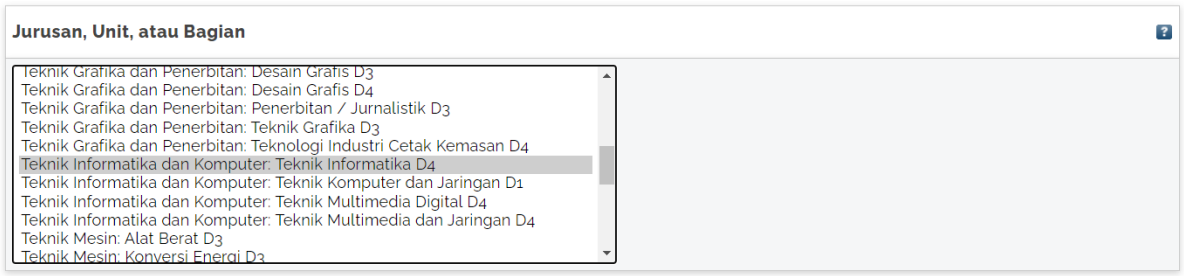 Jurusan, Unit, atau Bagian
?
Teknik Grafika dan Penerbitan: Desain Grafis D3
Teknik Grafika dan Penerbitan: Desain Grafis D4
Teknik Grafika dan Penerbitan: Penerbitan / Jurnalistik D3
Teknik Grafika dan Penerbitan: Teknik Grafika D3
Teknik Grafika dan Penerbitan: Teknologi Industri Cetak Kemasan D4
Teknik Informatika dan Komputer: Teknik Informatika D4
Teknik Informatika dan Komputer: Teknik Komputer dan Jaringan D1
Teknik Informatika dan Komputer: Teknik Multimedia Digital D4
Teknik Informatika dan Komputer: Teknik Multimedia dan Jaringan D4
Teknik Mesin: Alat Berat D3
Teknik Mesin: Konversi Energi D3